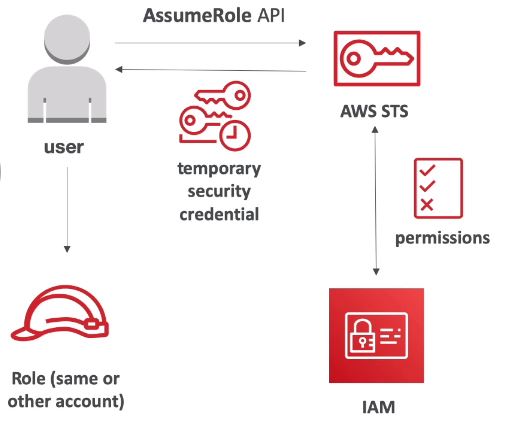 AssumeRole API
user
AWS STS
temporary
security
credential
permissions
Role (same or
other account)
IAM